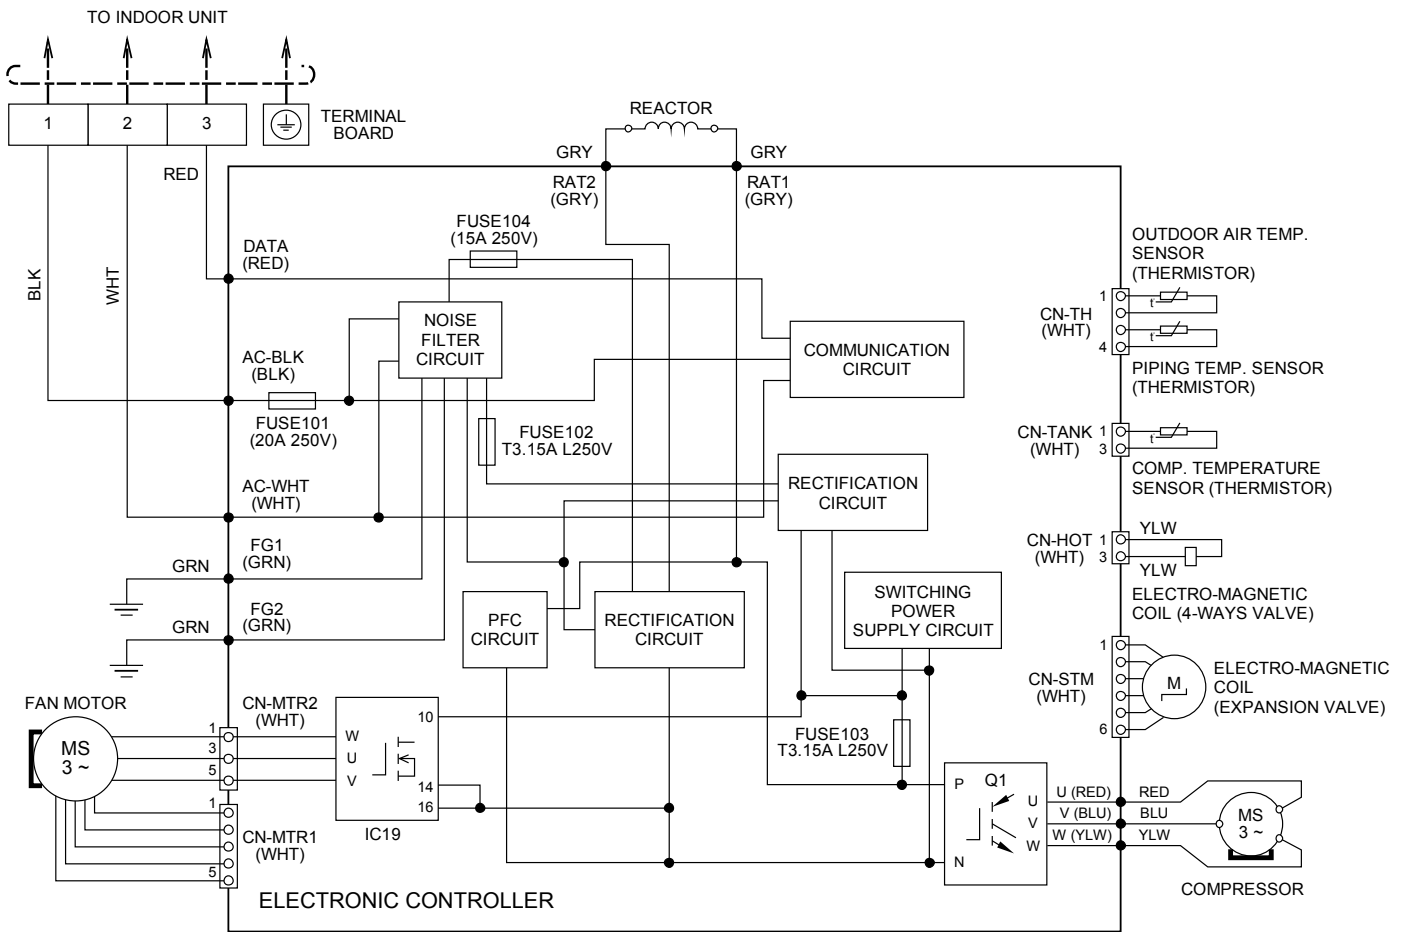 TO INDOOR UNIT
1
2
3
TERMINAL
BOARD
RED
BLK
WHT
REACTOR
GRY
GRY
RAT2
(GRY)
RAT1
(GRY)
DATA
(RED)
FUSE104
(15A 250V)
NOISE
FILTER
CIRCUIT
COMMUNICATION
CIRCUIT
AC-BLK
(BLK)
FUSE101
(20A 250V)
FUSE102
T3.15A L250V
RECTIFICATION
CIRCUIT
AC-WHT
(WHT)
FG1
(GRN)
GRN
FG2
(GRN)
GRN
PFC
CIRCUIT
RECTIFICATION
CIRCUIT
SWITCHING
POWER
SUPPLY CIRCUIT
FUSE103
T3.15A L250V
OUTDOOR AIR TEMP.
SENSOR
(THERMISTOR)
CN-TH
(WHT)
1
4
t
t
PIPING TEMP. SENSOR
(THERMISTOR)
CN-TANK
(WHT)
1
3
t
COMP. TEMPERATURE
SENSOR (THERMISTOR)
CN-HOT
(WHT)
1
3
YLW
YLW
ELECTRO-MAGNETIC
COIL (4-WAYS VALVE)
CN-STM
(WHT)
1
6
M
ELECTRO-MAGNETIC
COIL
(EXPANSION VALVE)
FAN MOTOR
MS
3 ~
CN-MTR2
(WHT)
1
3
5
W
U
V
10
14
16
IC19
CN-MTR1
(WHT)
1
5
P
N
Q1
U
V
W
U (RED)
V (BLU)
W (YLW)
RED
BLU
YLW
MS
3 ~
COMPRESSOR
ELECTRONIC CONTROLLER